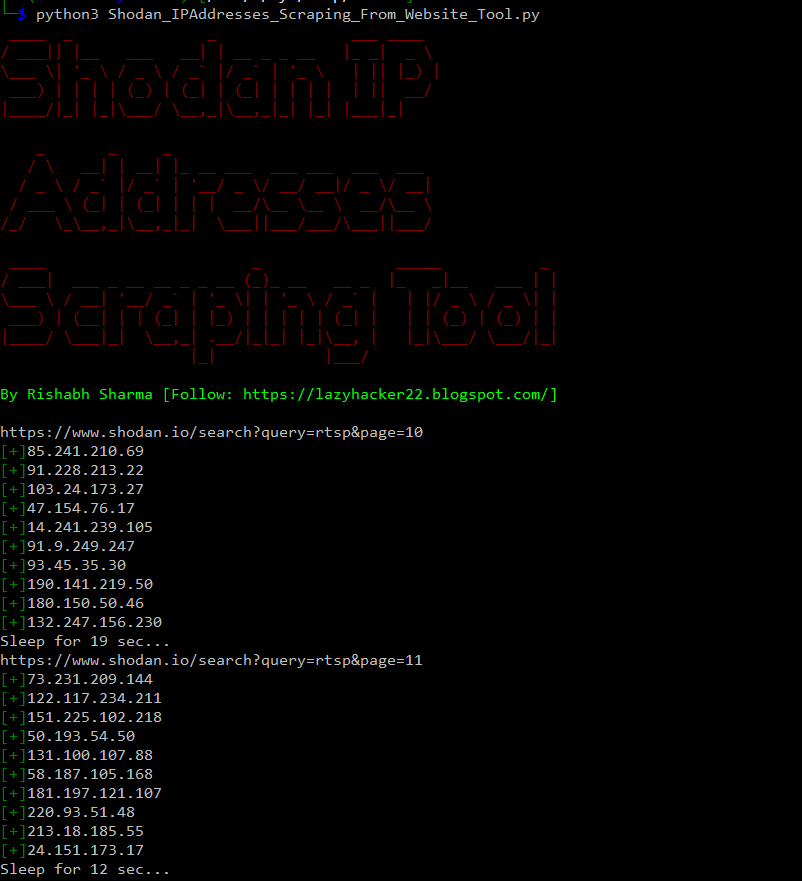 $ python3 Shodan_IPAddresses_Scraping_From_Website_Tool.py
Shodan IP
Addresses
Scraping Tool
By Rishabh Sharma [Follow: https://lazyhacker22.blogspot.com/]
https://www.shodan.io/search?query=rtsp&page=10
[+]85.241.210.69
[+]91.228.213.22
[+]103.24.173.27
[+]47.154.76.17
[+]14.241.239.105
[+]91.9.249.247
[+]93.45.35.30
[+]190.141.219.50
[+]180.150.50.46
[+]132.247.156.230
Sleep for 19 sec...
https://www.shodan.io/search?query=rtsp&page=11
[+]73.231.209.144
[+]122.117.234.211
[+]151.225.102.218
[+]50.193.54.50
[+]131.100.107.88
[+]58.187.105.168
[+]181.197.121.107
[+]220.93.51.48
[+]213.18.185.55
[+]24.151.173.17
Sleep for 12 sec...